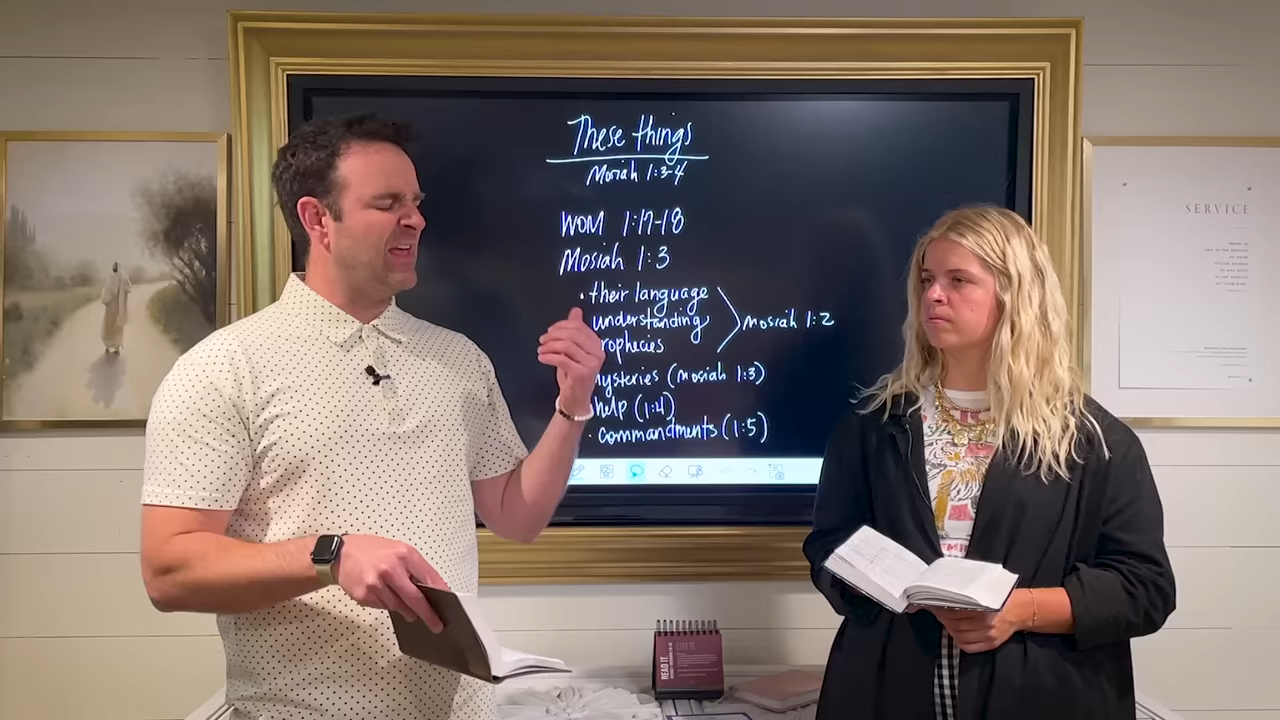 These things
Mosiah 1:3-4
WOM 1:17-18
Mosiah 1:3
· their language
understanding
prophecies
Mosiah 1:2
mysteries (Mosiah 1:3)
help (1:4)
· commandments (1:5)
SERVICE
READ IT
LIVE IT